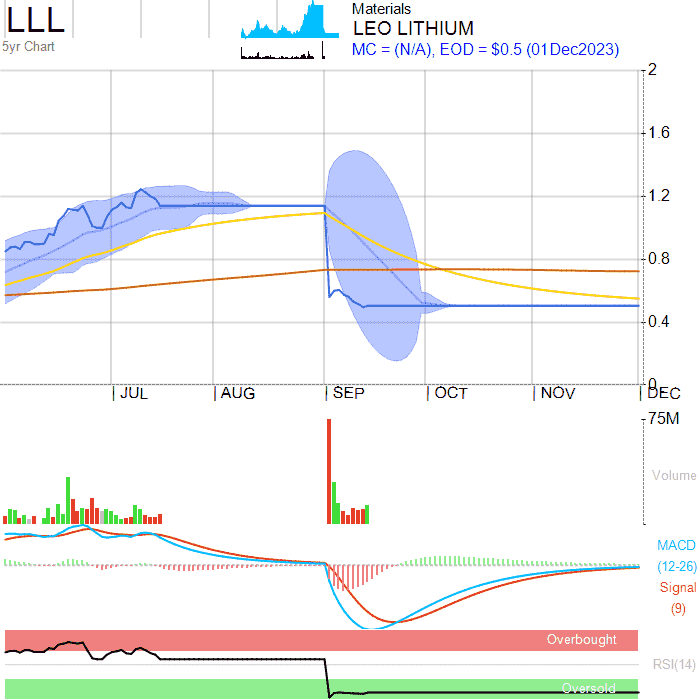 LLL
5yr Chart
Materials
LEO LITHIUM
MC = (N/A), EOD = $0.5 (01Dec2023)
2
1.6
1.2
0.8
0.4
0
JUL AUG SEP OCT NOV DEC
75M
Volume
MACD
(12-26)
Signal
(9)
Overbought
RSI(14)
Oversold